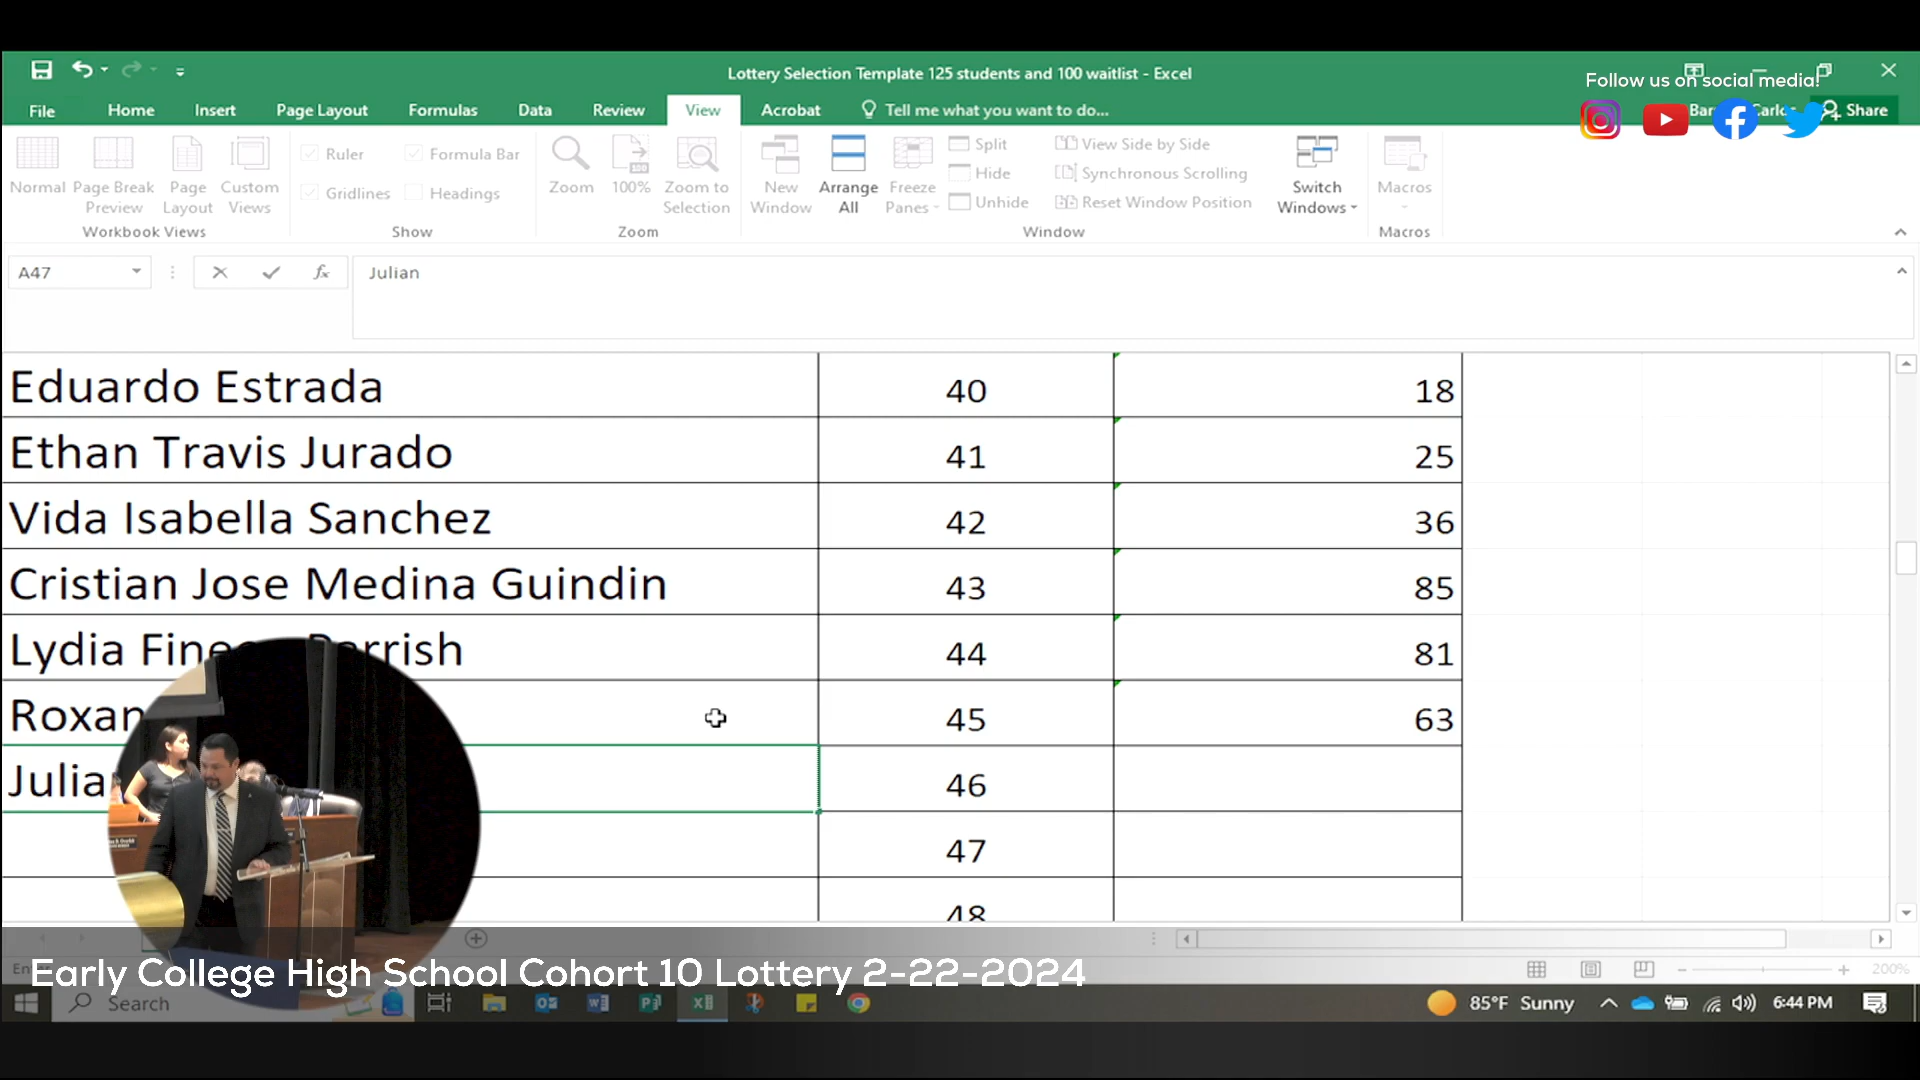 Lottery Selection Template 125 students and 100 waitlist - Excel
Follow us on social media!
File Home Insert Page Layout Formulas Data Review View Acrobat Tell me what you want to do... Share
Normal Page Break Preview Page Layout Custom Views
Workbook Views
Ruler Formula Bar
Gridlines Headings
Show
Zoom 100% Zoom to Selection
Zoom
New Window Arrange All Freeze Panes
Split
Hide
Unhide
View Side by Side
Synchronous Scrolling
Reset Window Position
Window
Switch Windows
Macros
Macros
A47 fx Julian
Eduardo Estrada 40 18
Ethan Travis Jurado 41 25
Vida Isabella Sanchez 42 36
Cristian Jose Medina Guindin 43 85
Lydia 44 81
45 63
46
47
48
Early College High School Cohort 10 Lottery 2-22-2024
200%
Search
85°F Sunny
6:44 PM